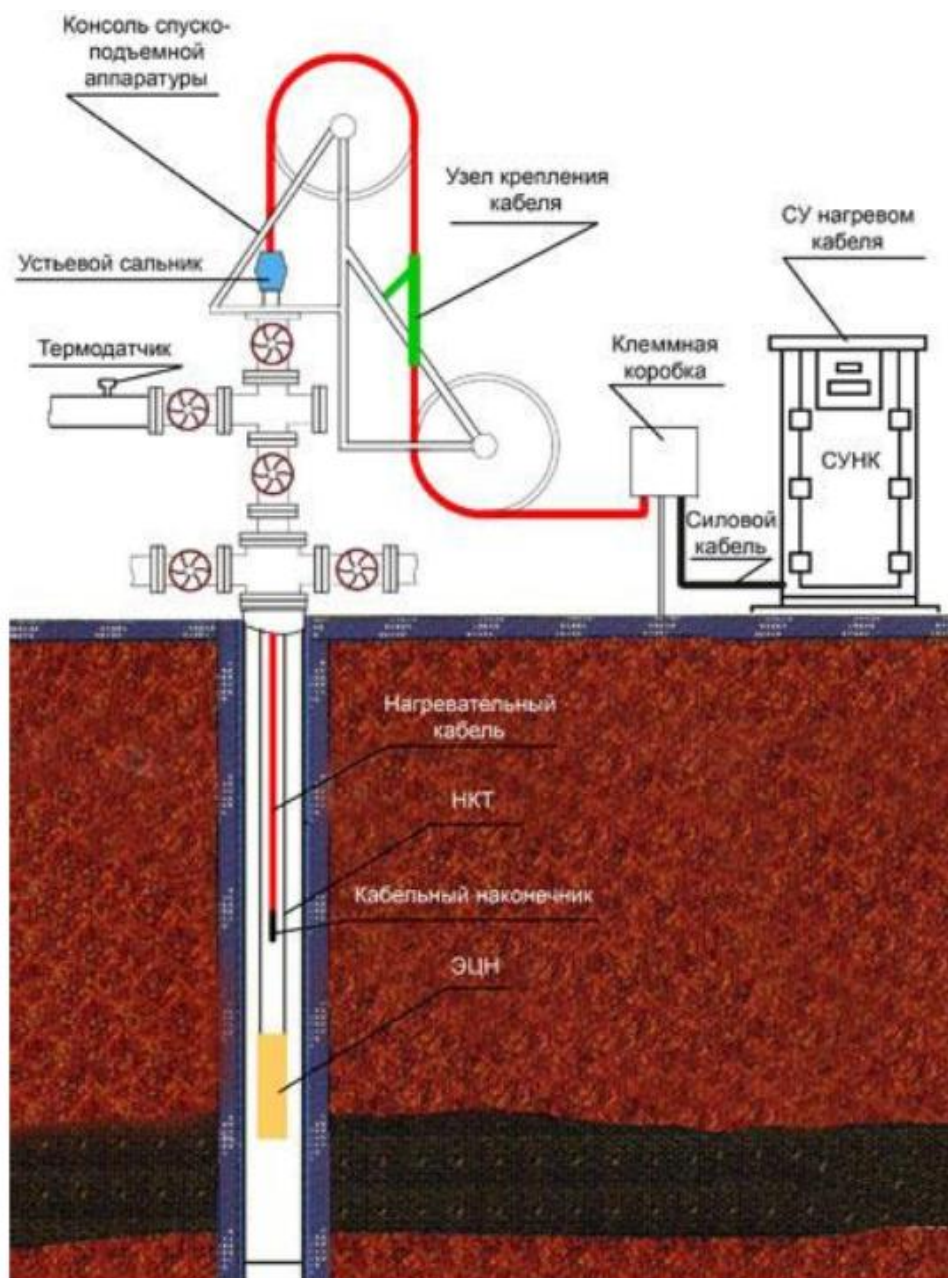 Консоль спуско-
подъемной
аппаратуры
Узел крепления
кабеля
СУ нагревом
кабеля
Устьевой сальник
Термодатчик
Клеммная
коробка
СУНК
Силовой
кабель
Нагревательный
кабель
НКТ
Кабельный наконечник
ЭЦН